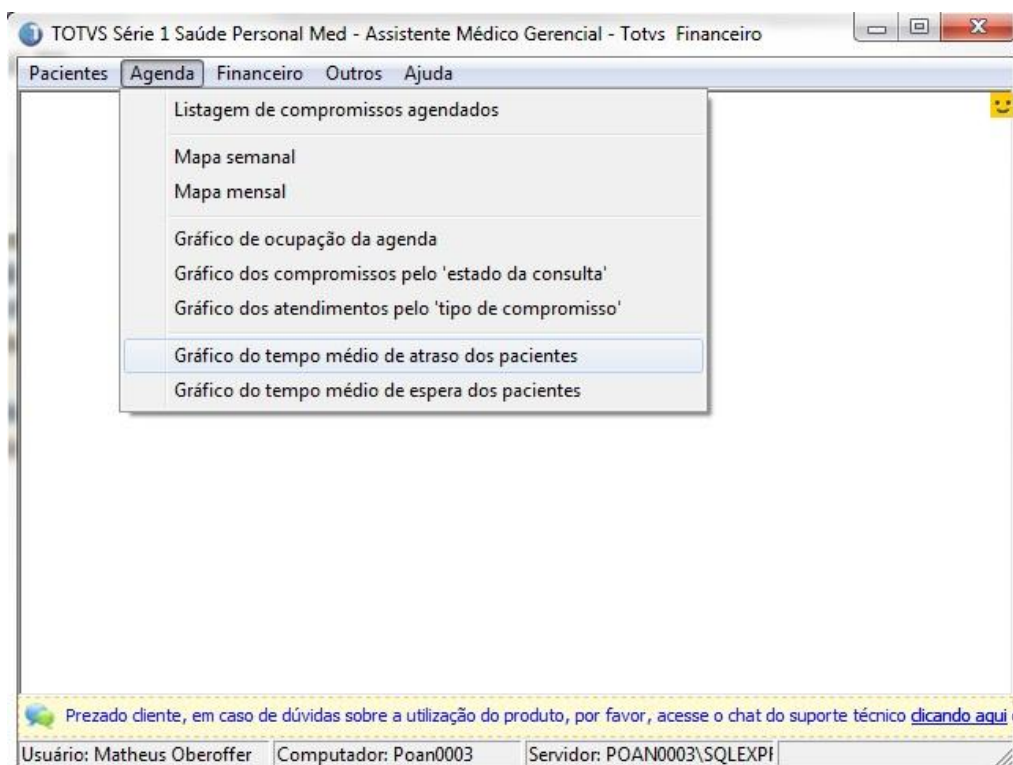 TOTVS Série 1 Saúde Personal Med - Assistente Médico Gerencial - Totvs Financeiro
Pacientes Agenda Financeiro Outros Ajuda
Listagem de compromissos agendados
Mapa semanal
Mapa mensal
Gráfico de ocupação da agenda
Gráfico dos compromissos pelo 'estado da consulta'
Gráfico dos atendimentos pelo 'tipo de compromisso'
Gráfico do tempo médio de atraso dos pacientes
Gráfico do tempo médio de espera dos pacientes
Prezado cliente, em caso de dúvidas sobre a utilização do produto, por favor, acesse o chat do suporte técnico clicando aqui
Usuário: Matheus Oberoffer Computador: Poan0003 Servidor: POAN0003\SQLEXP